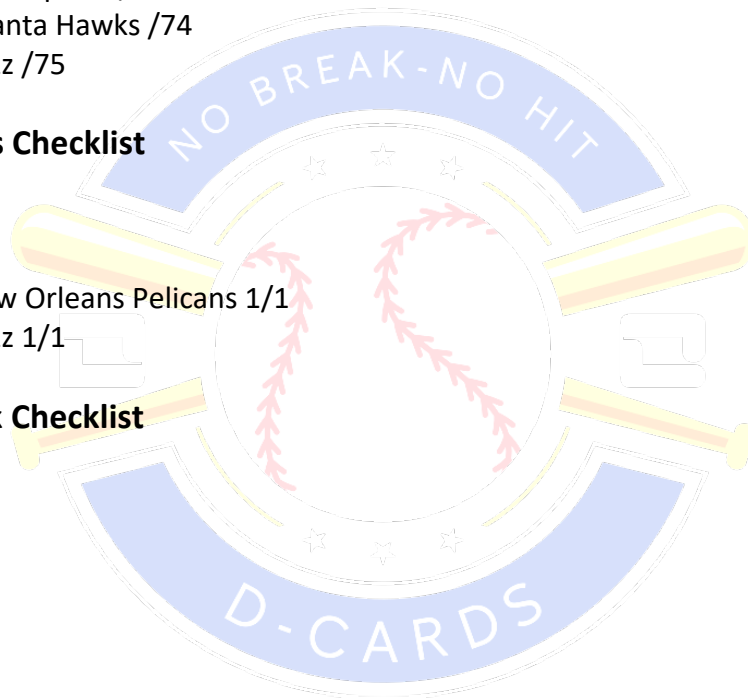 anta Hawks /74
z /75
NO BREAK-NO HIT
s Checklist
w Orleans Pelicans 1/1
z 1/1
Checklist
D-CARDS